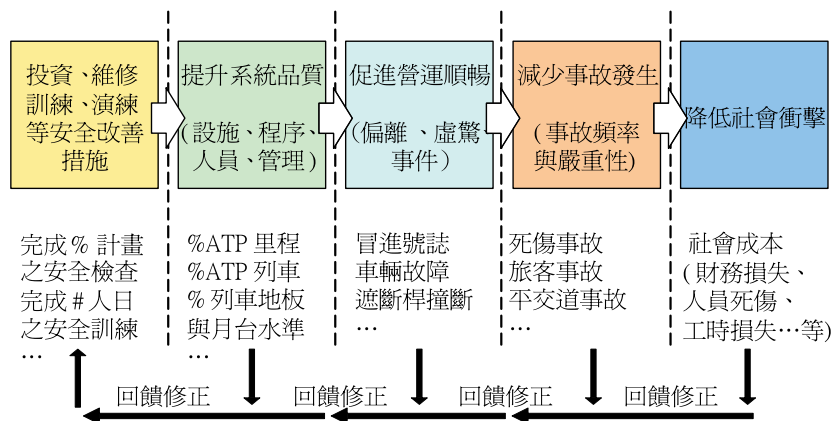 投資、維修
訓練、演練
等安全改善
措施
提升系統品質
(設施、程序、
人員、管理)
促進營運順暢
(偏離、虛驚、
事件)
減少事故發生
(事故頻率
與嚴重性)
降低社會衝擊
完成%計畫
之安全檢查
完成#人日
之安全訓練
…
%ATP 里程
%ATP 列車
%列車地板
與月台水準
…
冒進號誌
車輛故障
遮斷桿撞斷
…
死傷事故
旅客事故
平交道事故
…
社會成本
(財務損失、
人員死傷、
工時損失…等)
回饋修正
回饋修正
回饋修正
回饋修正